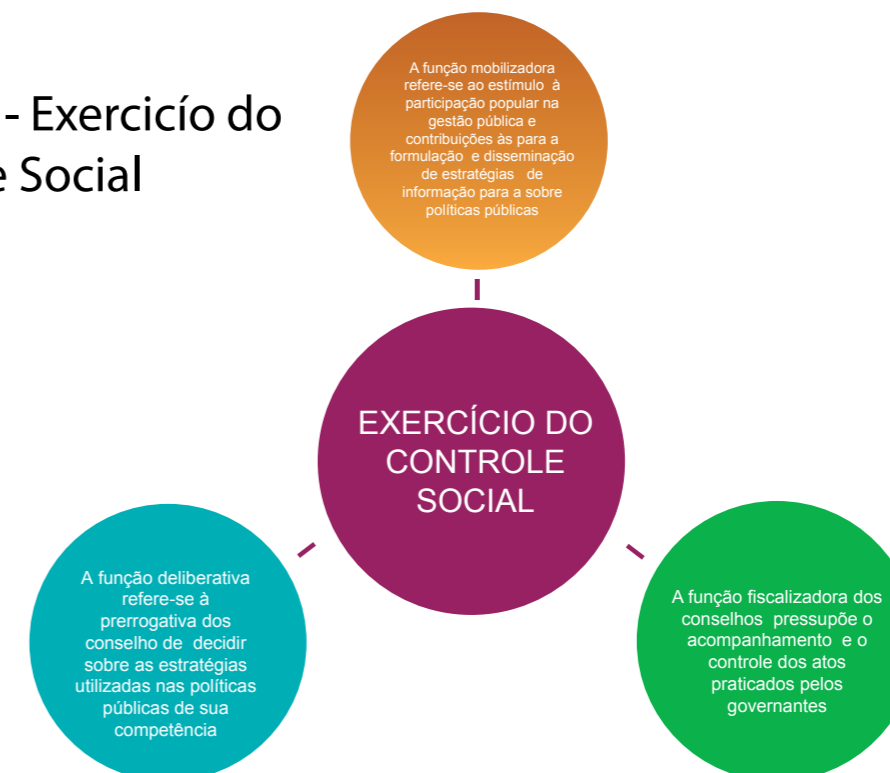 - Exercicío do
e Social
A função mobilizadora
refere-se ao estímulo à
participação popular na
gestão pública e
contribuições às para a
formulação e disseminação
de estratégias de
informação para a sobre
políticas públicas
EXERCÍCIO DO
CONTROLE
SOCIAL
A função deliberativa
refere-se à
prerrogativa dos
conselho de decidir
sobre as estratégias
utilizadas nas políticas
públicas de sua
competência
A função fiscalizadora dos
conselhos pressupõe o
acompanhamento e o
controle dos atos
praticados pelos
governantes